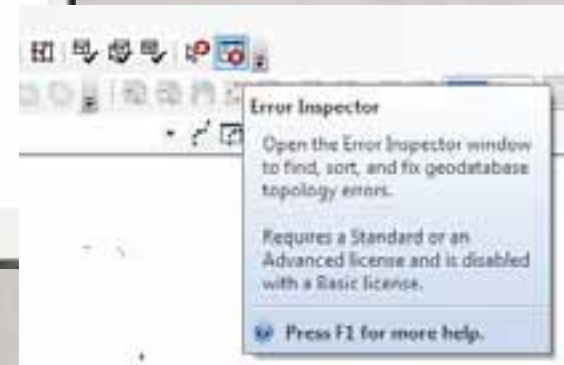 Error Inspector
Open the Error Inspector window
to find, sort, and fix geodatabase
topology errors.
Requires a Standard or an
Advanced license and is disabled
with a Basic license.
Press F1 for more help.